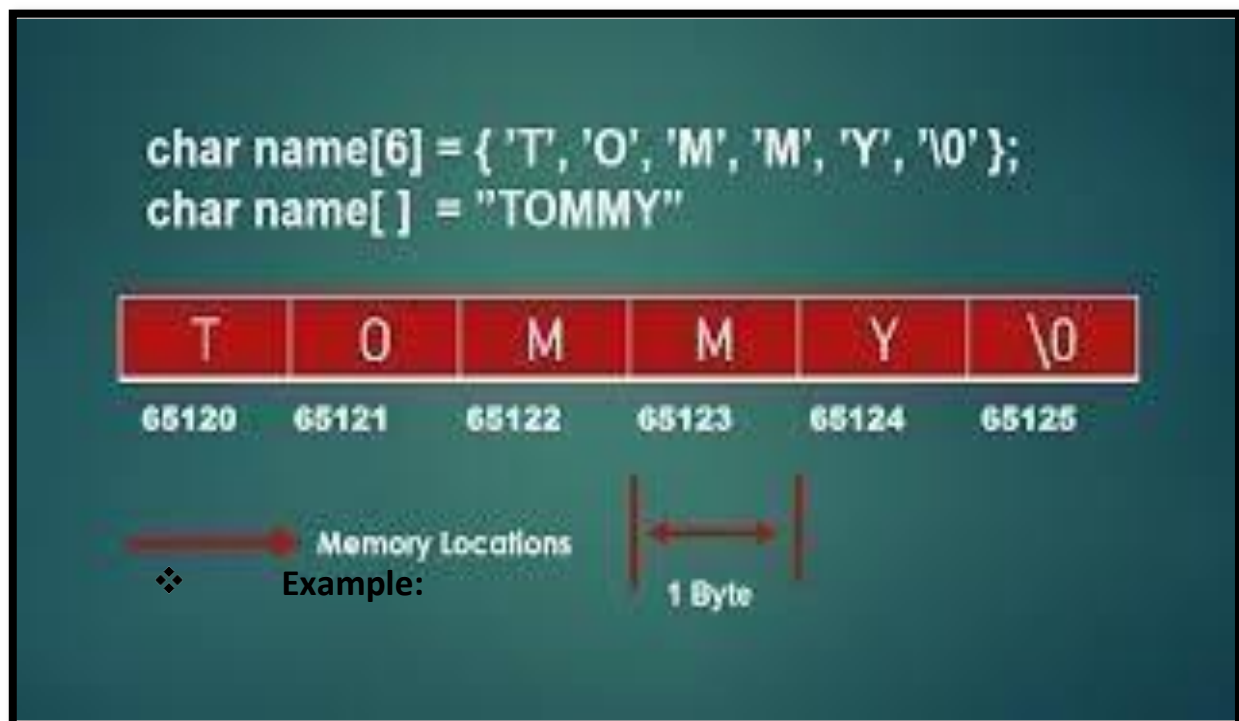 char name[6] = { ’T’, ’O’, ’M’, ’M’, ’Y’, ’\0’ };
char name[ ] = ”TOMMY”
T O M M Y \0
65120 65121 65122 65123 65124 65125
Memory Locations
❖ Example:
1 Byte